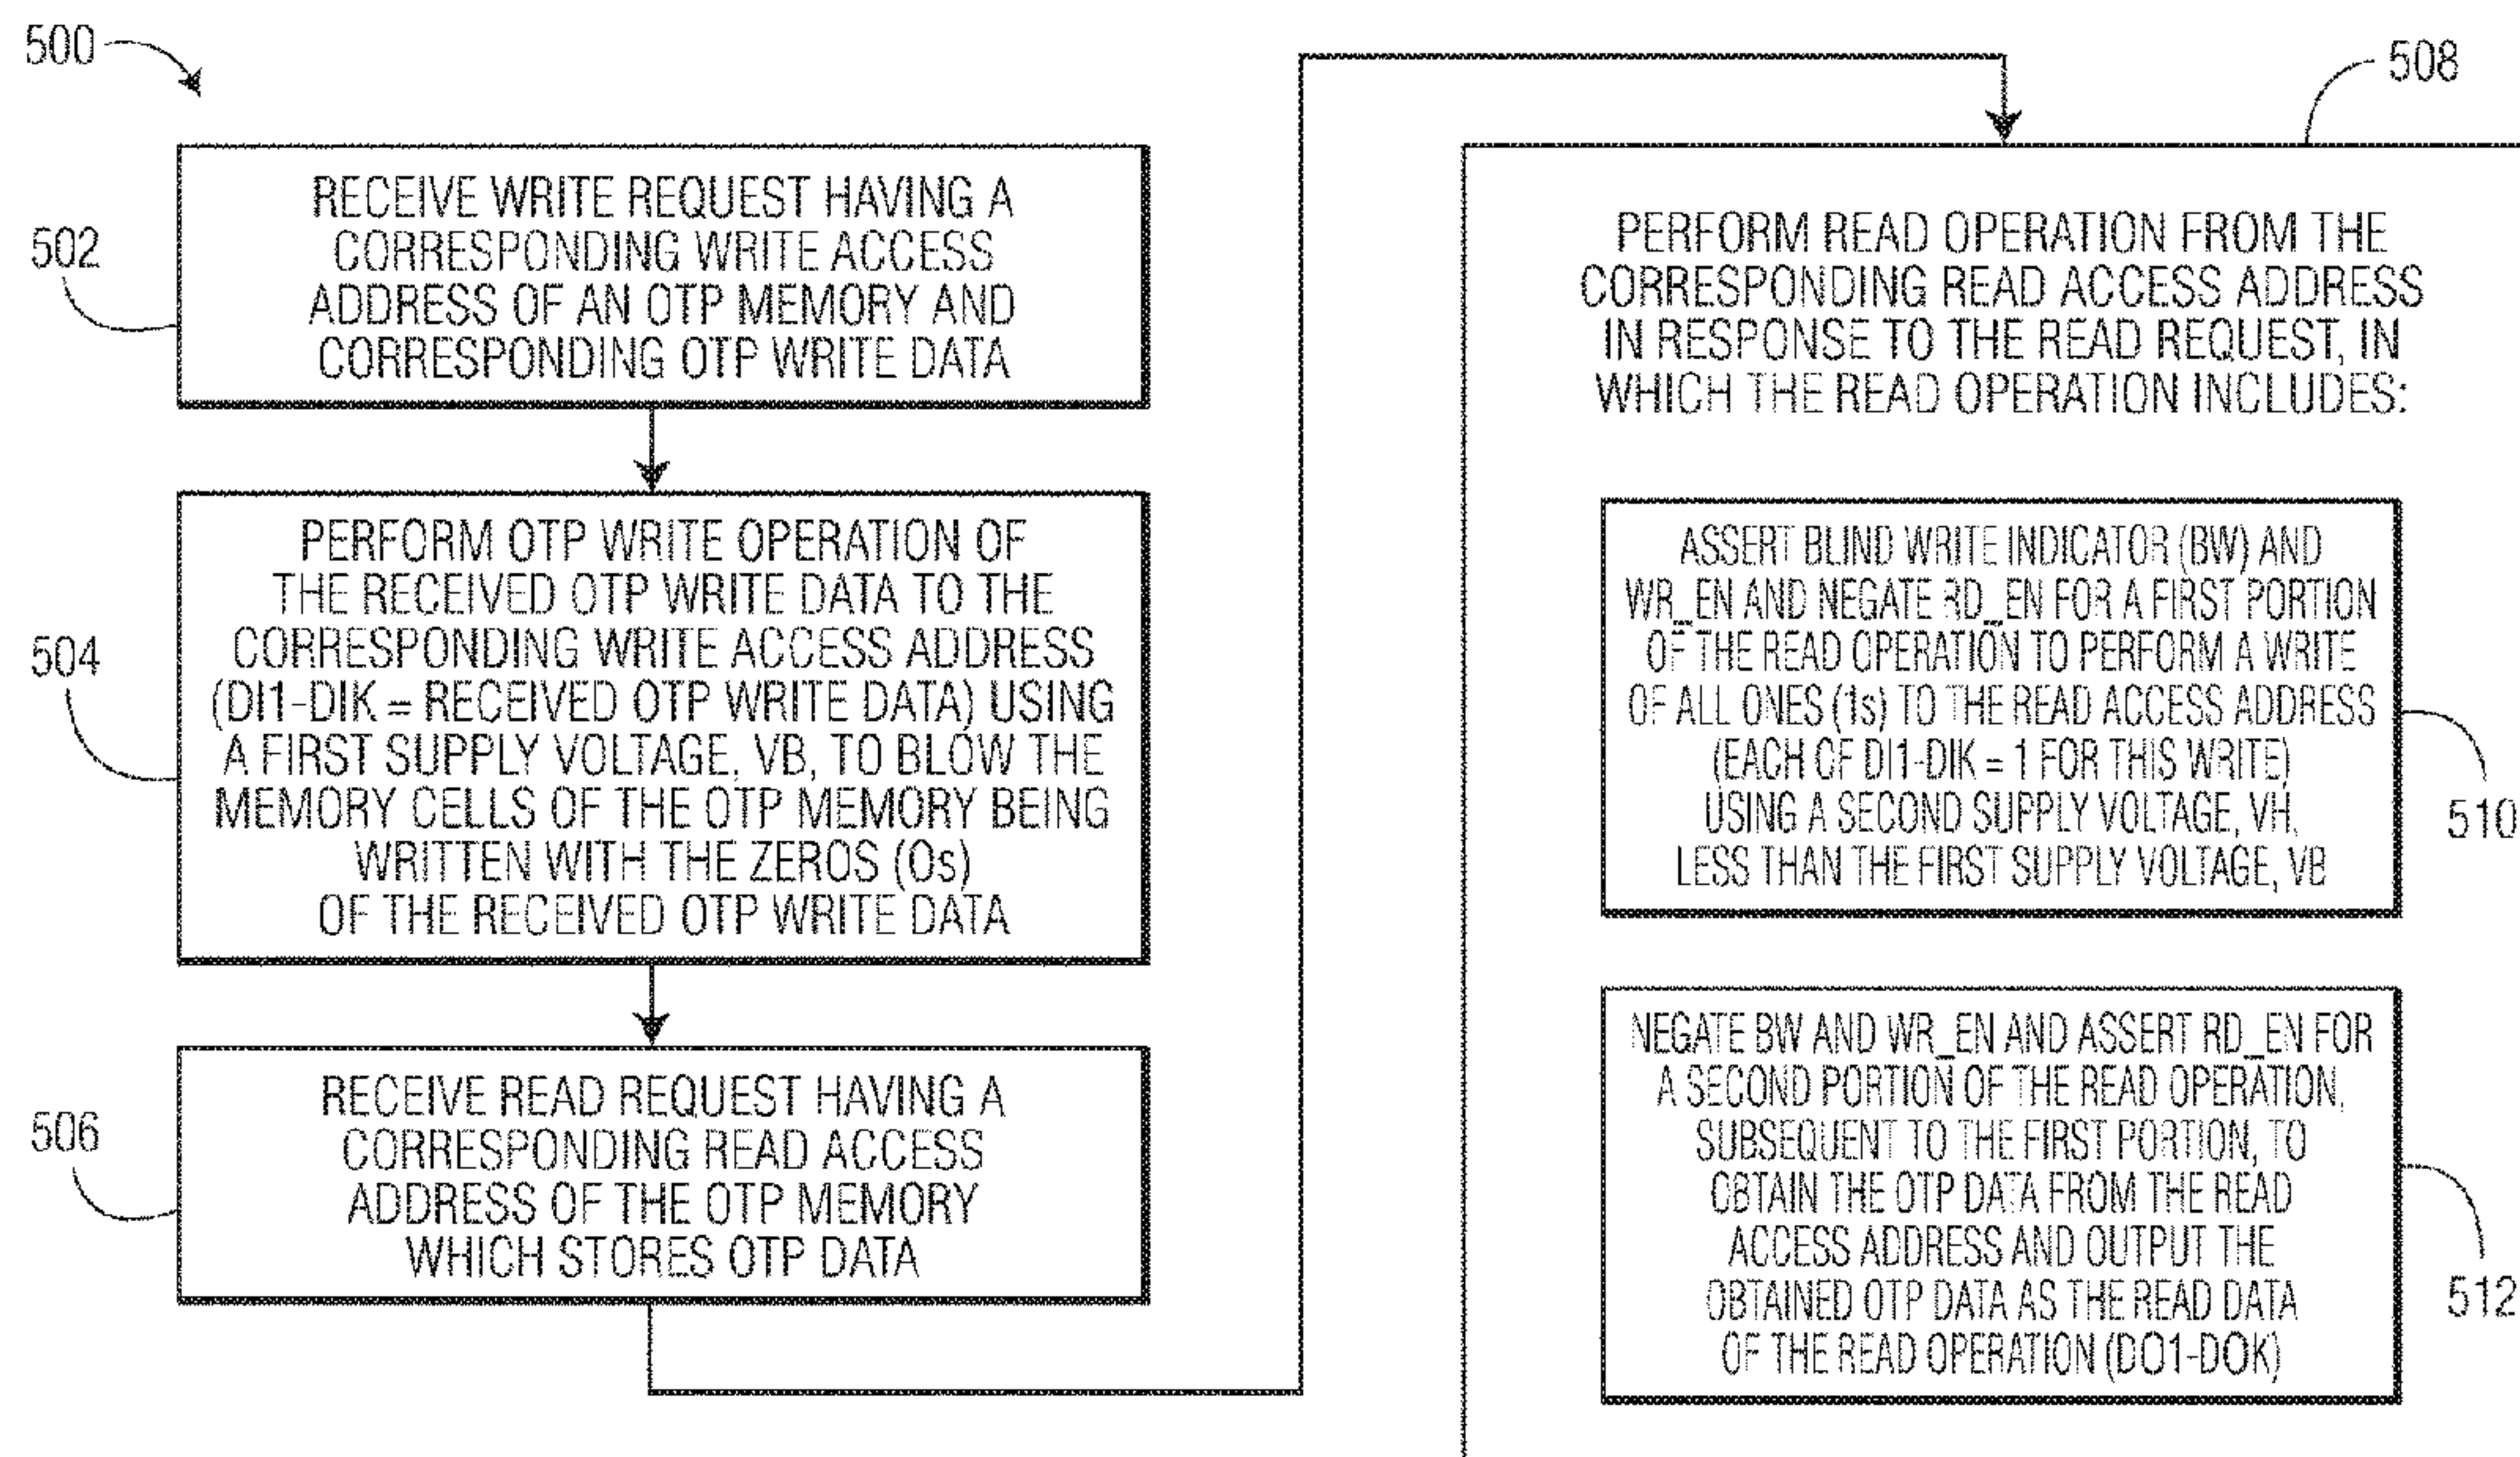 500
502
RECEIVE WRITE REQUEST HAVING A
CORRESPONDING WRITE ACCESS
ADDRESS OF AN OTP MEMORY AND
CORRESPONDING OTP WRITE DATA
504
PERFORM OTP WRITE OPERATION OF
THE RECEIVED OTP WRITE DATA TO THE
CORRESPONDING WRITE ACCESS ADDRESS
(DI1-DIK = RECEIVED OTP WRITE DATA) USING
A FIRST SUPPLY VOLTAGE, VB, TO BLOW THE
MEMORY CELLS OF THE OTP MEMORY BEING
WRITTEN WITH THE ZEROS (0s)
OF THE RECEIVED OTP WRITE DATA
506
RECEIVE READ REQUEST HAVING A
CORRESPONDING READ ACCESS
ADDRESS OF THE OTP MEMORY
WHICH STORES OTP DATA
508
PERFORM READ OPERATION FROM THE
CORRESPONDING READ ACCESS ADDRESS
IN RESPONSE TO THE READ REQUEST, IN
WHICH THE READ OPERATION INCLUDES:
ASSERT BLIND WRITE INDICATOR (BW) AND
WR_EN AND NEGATE RD_EN FOR A FIRST PORTION
OF THE READ OPERATION TO PERFORM A WRITE
OF ALL ONES (1s) TO THE READ ACCESS ADDRESS
(EACH OF DI1-DIK = 1 FOR THIS WRITE)
USING A SECOND SUPPLY VOLTAGE, VH,
LESS THAN THE FIRST SUPPLY VOLTAGE, VB
510
NEGATE BW AND WR_EN AND ASSERT RD_EN FOR
A SECOND PORTION OF THE READ OPERATION,
SUBSEQUENT TO THE FIRST PORTION, TO
OBTAIN THE OTP DATA FROM THE READ
ACCESS ADDRESS AND OUTPUT THE
OBTAINED OTP DATA AS THE READ DATA
OF THE READ OPERATION (DO1-DOK)
512